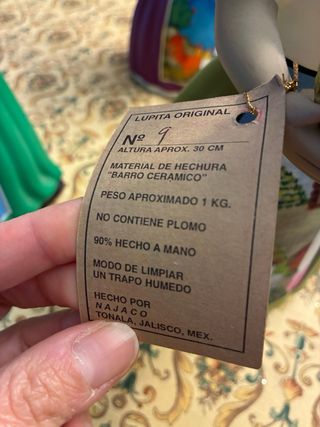 LUPITA ORIGINAL
Nº 9
ALTURA APROX. 30 CM
MATERIAL DE HECHURA
"BARRO CERAMICO"
PESO APROXIMADO 1 KG.
NO CONTIENE PLOMO
90% HECHO A MANO
MODO DE LIMPIAR
UN TRAPO HUMEDO
HECHO POR
NAJACO
TONALA, JALISCO, MEX.